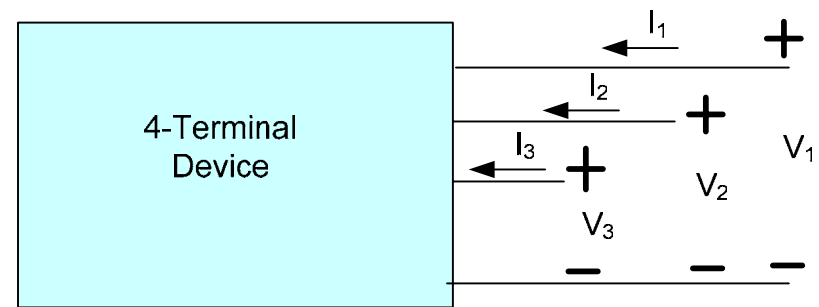 4-Terminal
Device
I₁
I₂
I₃
+
+
+
V₁
V₂
V₃
− − −